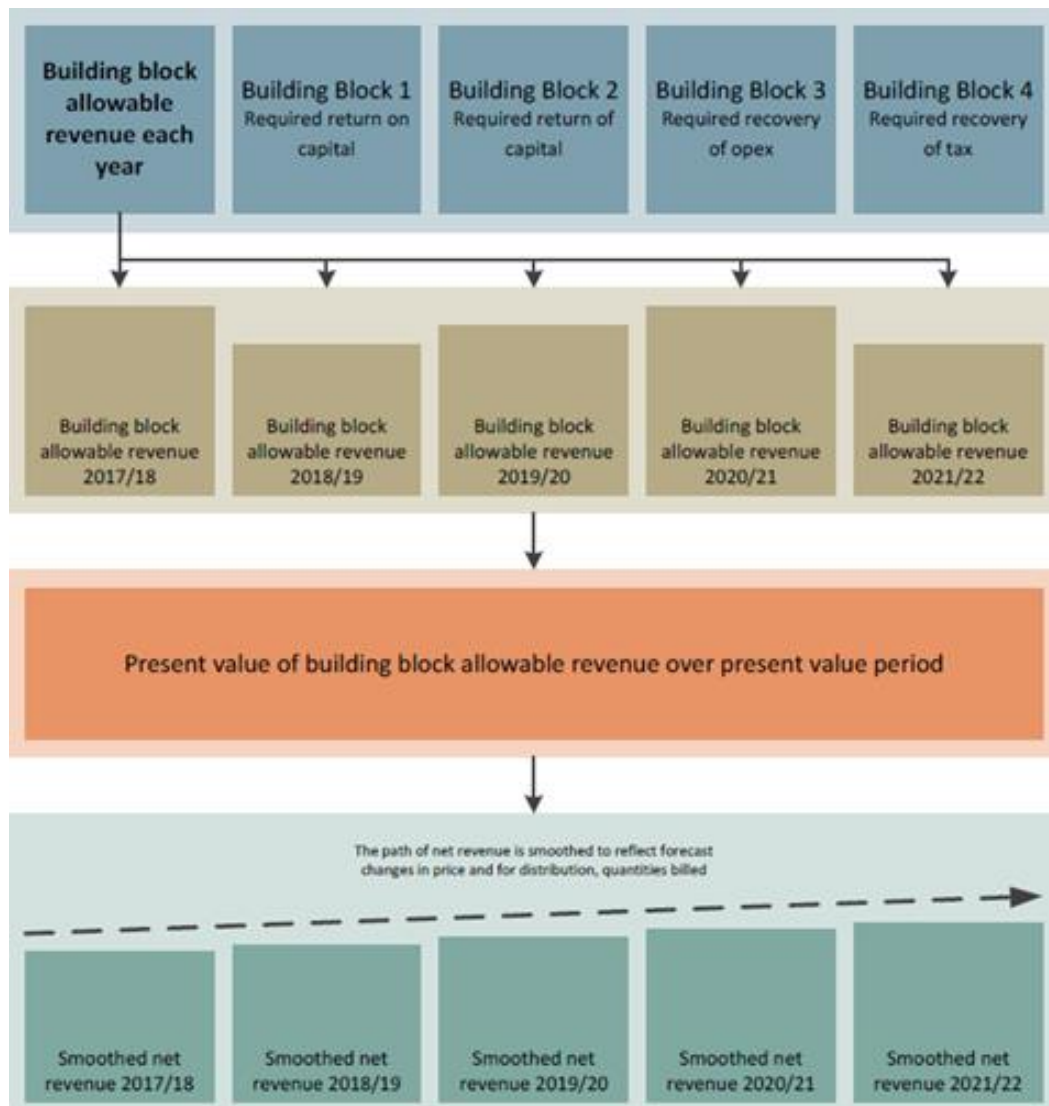 Building block
allowable
revenue each
year
Building Block 1
Required return on
capital
Building Block 2
Required return of
capital
Building Block 3
Required recovery
of opex
Building Block 4
Required recovery
of tax
Building block
allowable revenue
2017/18
Building block
allowable revenue
2018/19
Building block
allowable revenue
2019/20
Building block
allowable revenue
2020/21
Building block
allowable revenue
2021/22
Present value of building block allowable revenue over present value period
The path of net revenue is smoothed to reflect forecast
changes in price and for distribution, quantities billed
Smoothed net
revenue 2017/18
Smoothed net
revenue 2018/19
Smoothed net
revenue 2019/20
Smoothed net
revenue 2020/21
Smoothed net
revenue 2021/22